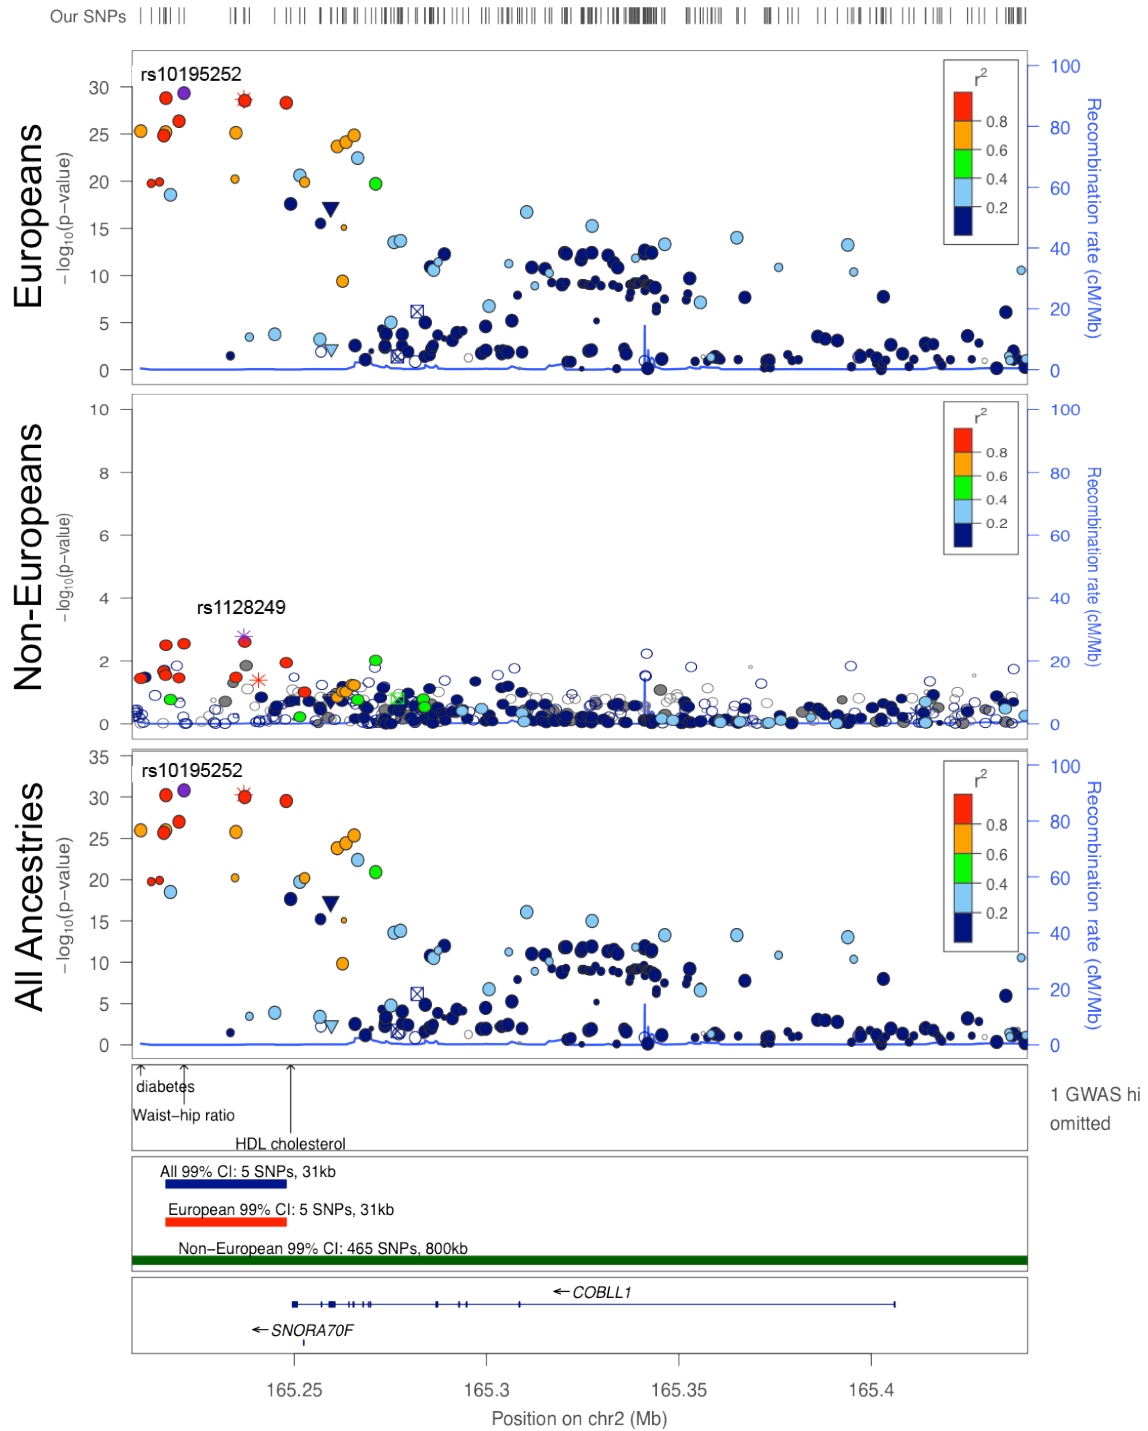 Our SNPs
Europeans
−log10(p−value)
rs10195252
30
25
20
15
10
5
0
r2
0.8
0.6
0.4
0.2
100
80
60
40
20
0
Recombination rate (cM/Mb)
Non-Europeans
−log10(p−value)
rs1128249
10
8
6
4
2
0
r2
0.8
0.6
0.4
0.2
100
80
60
40
20
0
Recombination rate (cM/Mb)
All Ancestries
−log10(p−value)
rs10195252
35
30
25
20
15
10
5
0
r2
0.8
0.6
0.4
0.2
100
80
60
40
20
0
Recombination rate (cM/Mb)
diabetes
Waist−hip ratio
HDL cholesterol
1 GWAS hi
omitted
All 99% CI: 5 SNPs, 31kb
European 99% CI: 5 SNPs, 31kb
Non−European 99% CI: 465 SNPs, 800kb
COBLL1
SNORA70F
165.25 165.3 165.35 165.4
Position on chr2 (Mb)